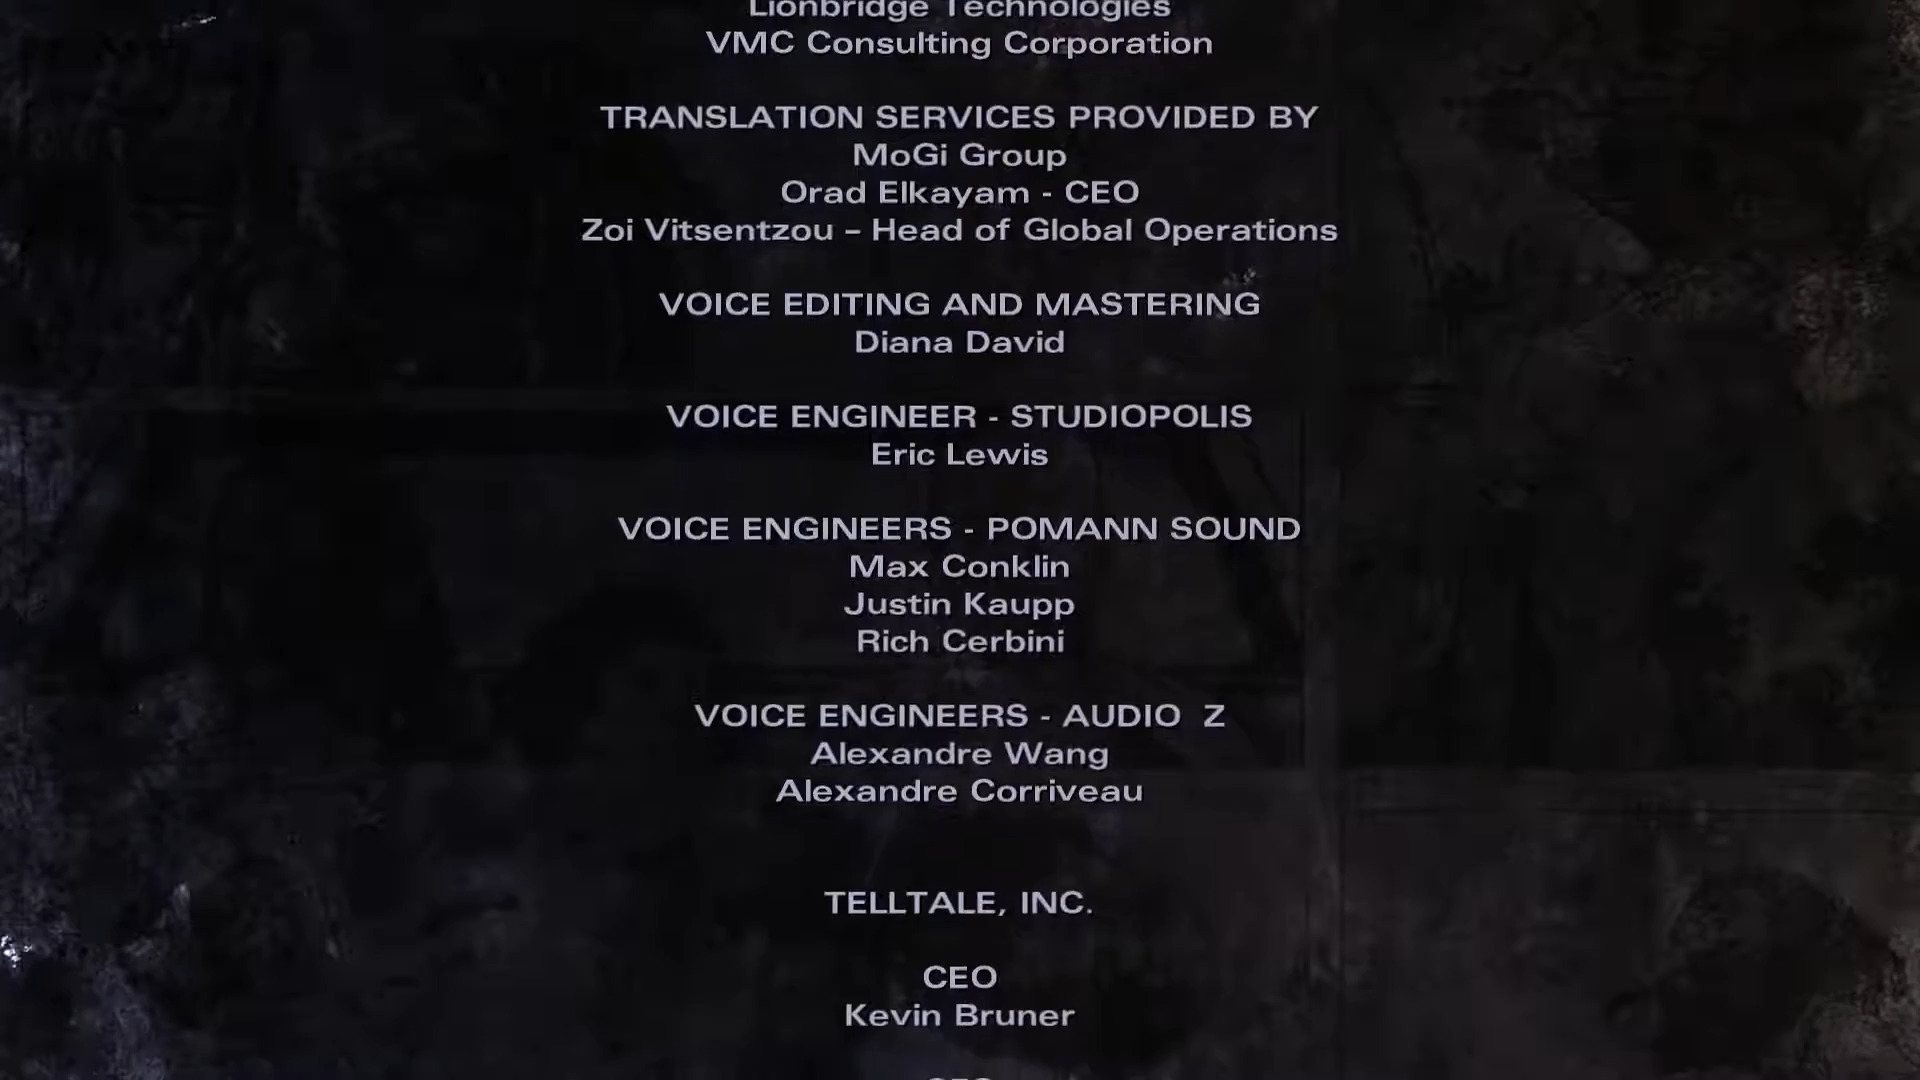 Lionbridge Technologies
VMC Consulting Corporation
TRANSLATION SERVICES PROVIDED BY
MoGi Group
Orad Elkayam - CEO
Zoi Vitsentzou – Head of Global Operations
VOICE EDITING AND MASTERING
Diana David
VOICE ENGINEER - STUDIOPOLIS
Eric Lewis
VOICE ENGINEERS - POMANN SOUND
Max Conklin
Justin Kaupp
Rich Cerbini
VOICE ENGINEERS - AUDIO  Z
Alexandre Wang
Alexandre Corriveau
TELLTALE, INC.
CEO
Kevin Bruner